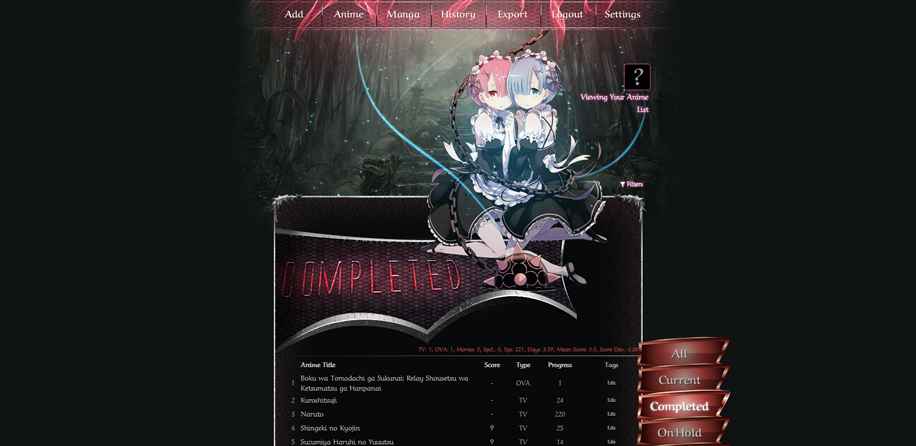 Add Anime Manga History Export Logout Settings
?
Viewing Your Anime
List
Filters
COMPLETED
TV: 1, OVA: 1, Movies: 0, Spcl.: 0, Eps: 221, Days: 3.59, Mean Score: 0.0, Score Dev.: 0.00
Anime Title Score Type Progress Tags
1 Boku wa Tomodachi ga Sukunai: Relay Shousetsu wa
Ketsumatsu ga Hanpanai - OVA 1 Edit
2 Kuroshitsuji - TV 24 Edit
3 Naruto - TV 220 Edit
4 Shingeki no Kyojin 9 TV 25 Edit
5 Suzumiya Haruhi no Yuuutsu 9 TV 14 Edit
All
Current
Completed
On Hold